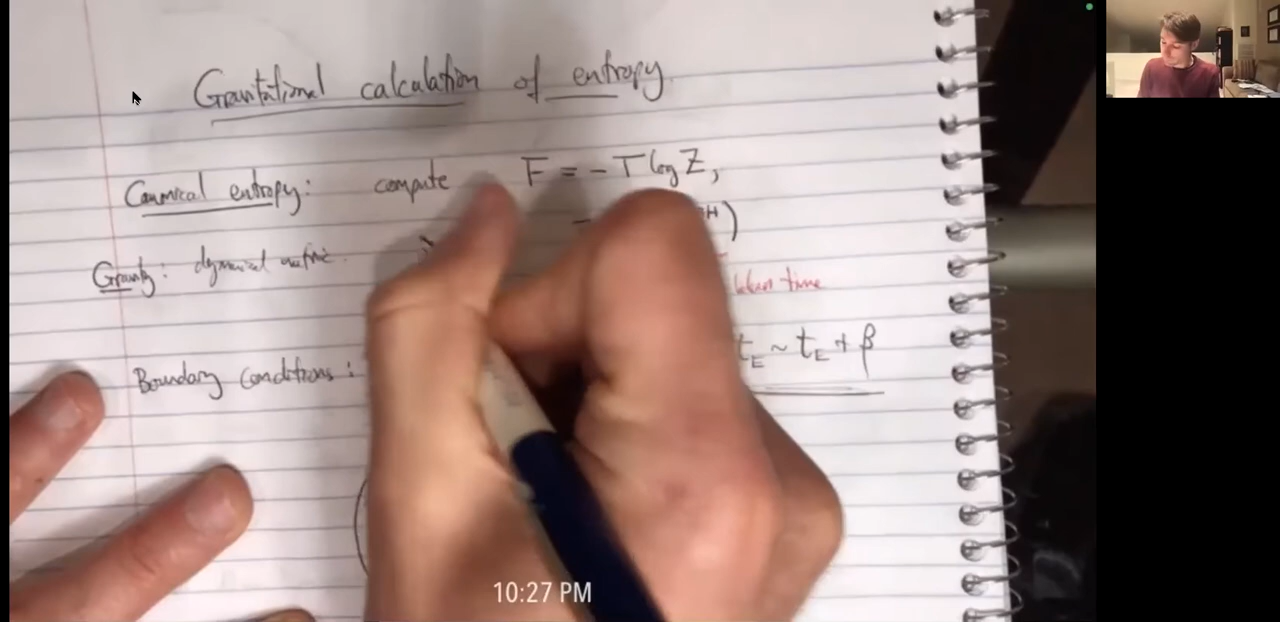 Gravitational calculation of entropy.
Canonical entropy: compute F = - T log Z,
H)
Gravity: dynamical metric.
time
Boundary Conditions: t_E ~ t_E + β
10:27 PM